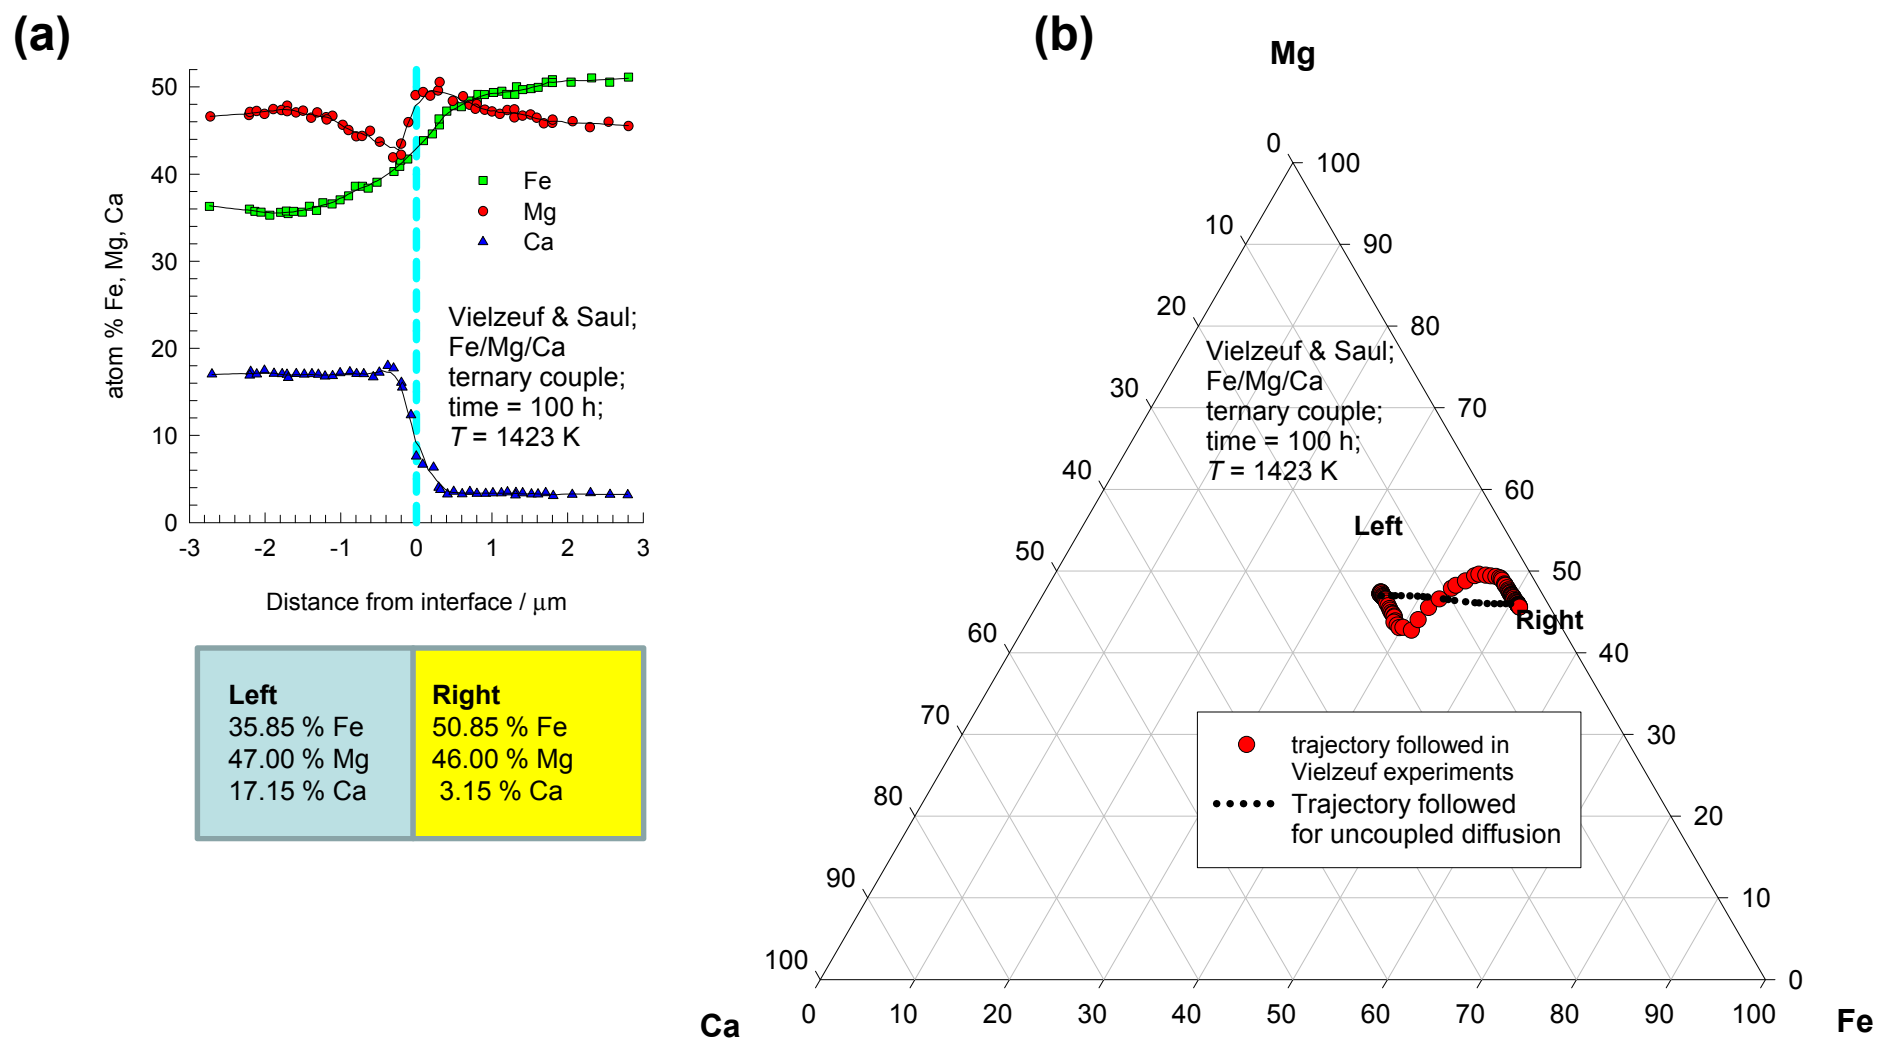 (a)
50
40
30
20
10
0
atom % Fe, Mg, Ca
Fe
Mg
Ca
Vielzeuf & Saul;
Fe/Mg/Ca
ternary couple;
time = 100 h;
T = 1423 K
-3 -2 -1 0 1 2 3
Distance from interface / μm
Left
35.85 % Fe
47.00 % Mg
17.15 % Ca
Right
50.85 % Fe
46.00 % Mg
3.15 % Ca
(b)
Mg
0 100
10 90
20 80
Vielzeuf & Saul;
Fe/Mg/Ca
ternary couple;
time = 100 h;
T = 1423 K
30 70
40 60
Left
50 50
Right
60 40
70 30
trajectory followed in
Vielzeuf experiments
Trajectory followed
for uncoupled diffusion
80 20
90 10
100 0
0 10 20 30 40 50 60 70 80 90 100
Ca Fe